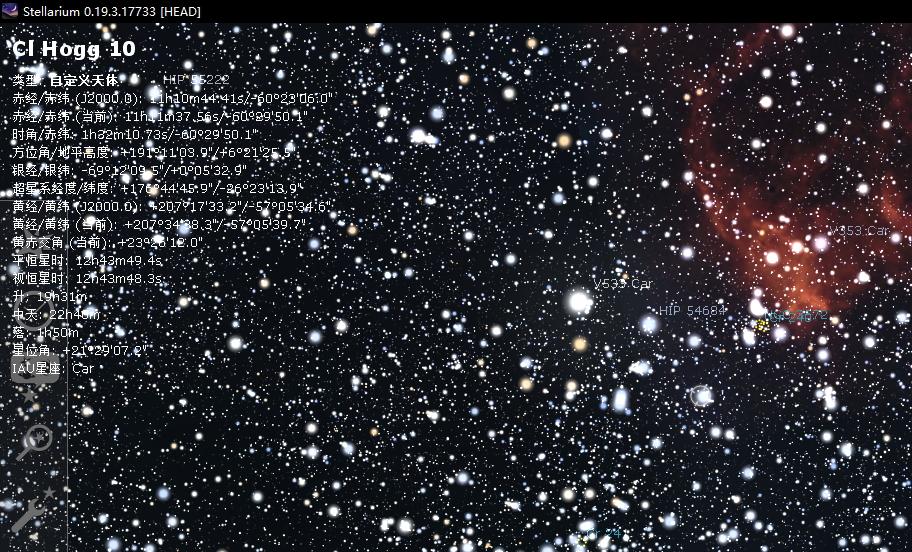 Stellarium 0.19.3.17733 [HEAD]
Cl Hogg 10
类型: 自定义天体
HIP 55222
赤经/赤纬 (J2000.0): 11h10m44.41s/-60°23'06.0"
赤经/赤纬 (当前): 11h11m37.56s/-60°29'50.1"
时角/赤纬: 1h32m10.73s/-60°29'50.1"
方位角/地平高度: +191°11'03.9"/+6°21'25.5"
银经/银纬: -69°12'09.5"/+0°05'32.9"
超星系经度/纬度: +176°44'45.9"/-36°23'13.9"
黄经/黄纬 (J2000.0): +207°17'33.2"/-57°05'34.6"
黄经/黄纬 (当前): +207°34'38.3"/-57°05'39.7"
黄赤交角 (当前): +23°26'12.0"
平恒星时: 12h43m49.4s
视恒星时: 12h43m48.3s
升: 19h31m
中天: 22h40m
落: 1h50m
星位角: +21°29'07.2"
IAU星座: Car
V353 Car
V533 Car
HIP 54684